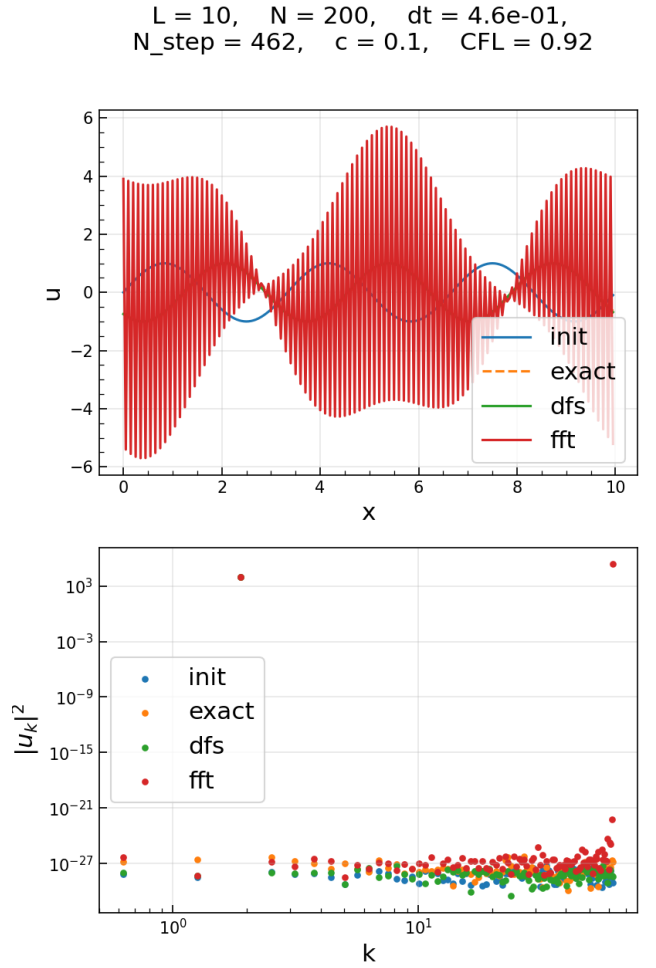 L = 10, N = 200, dt = 4.6e-01,
N_step = 462, c = 0.1, CFL = 0.92
6
4
2
0
−2
−4
−6
u
init
exact
dfs
fft
0 2 4 6 8 10
x
10³
10⁻³
10⁻⁹
10⁻¹⁵
10⁻²¹
10⁻²⁷
|uₖ|²
init
exact
dfs
fft
10⁰ 10¹
k